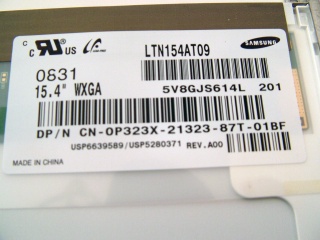 c RU US LTN154AT09 SAMSUNG
0831
15.4" WXGA
5V8GJS614L 201
DP/N CN-0P323X-21323-87T-01BF
USP6639589/USP5280371 REV.A00
MADE IN CHINA